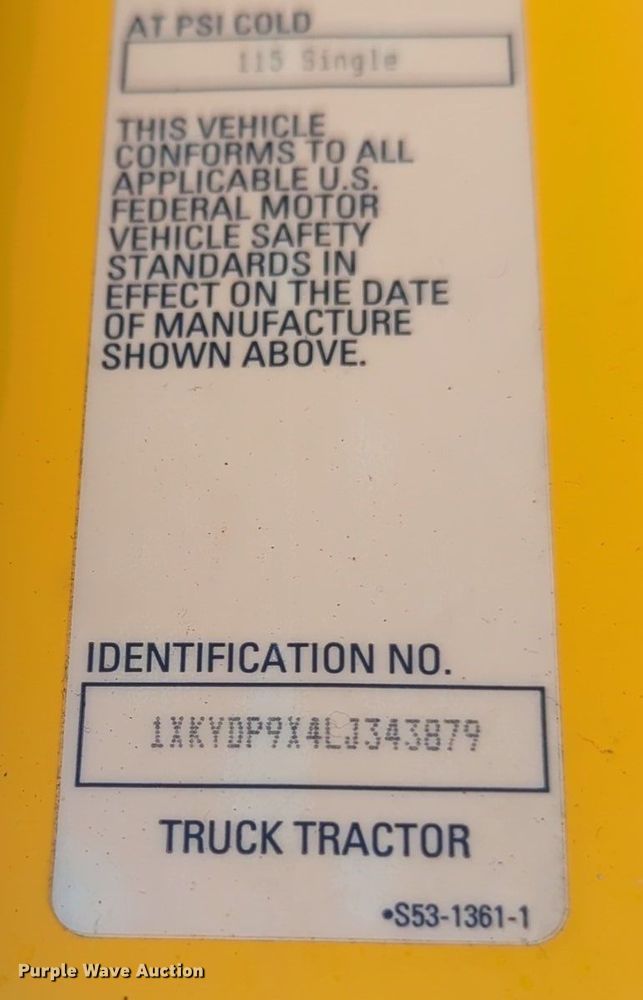 AT PSI COLD
115 Single
THIS VEHICLE
CONFORMS TO ALL
APPLICABLE U.S.
FEDERAL MOTOR
VEHICLE SAFETY
STANDARDS IN
EFFECT ON THE DATE
OF MANUFACTURE
SHOWN ABOVE.
IDENTIFICATION NO.
1XKYDP9X4LJ343879
TRUCK TRACTOR
•S53-1361-1
Purple Wave Auction